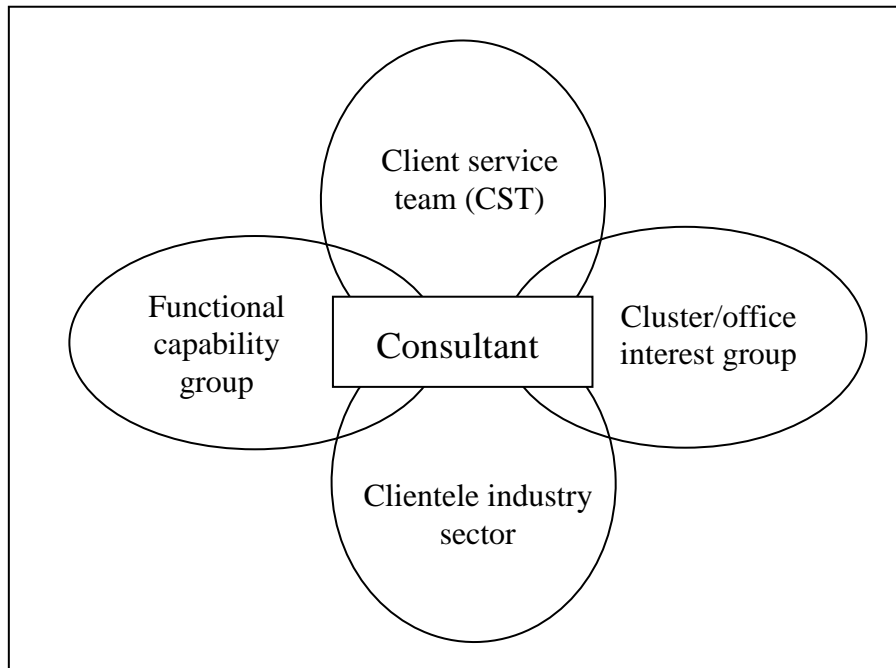 Client service
team (CST)
Functional
capability
group
Consultant
Cluster/office
interest group
Clientele industry
sector